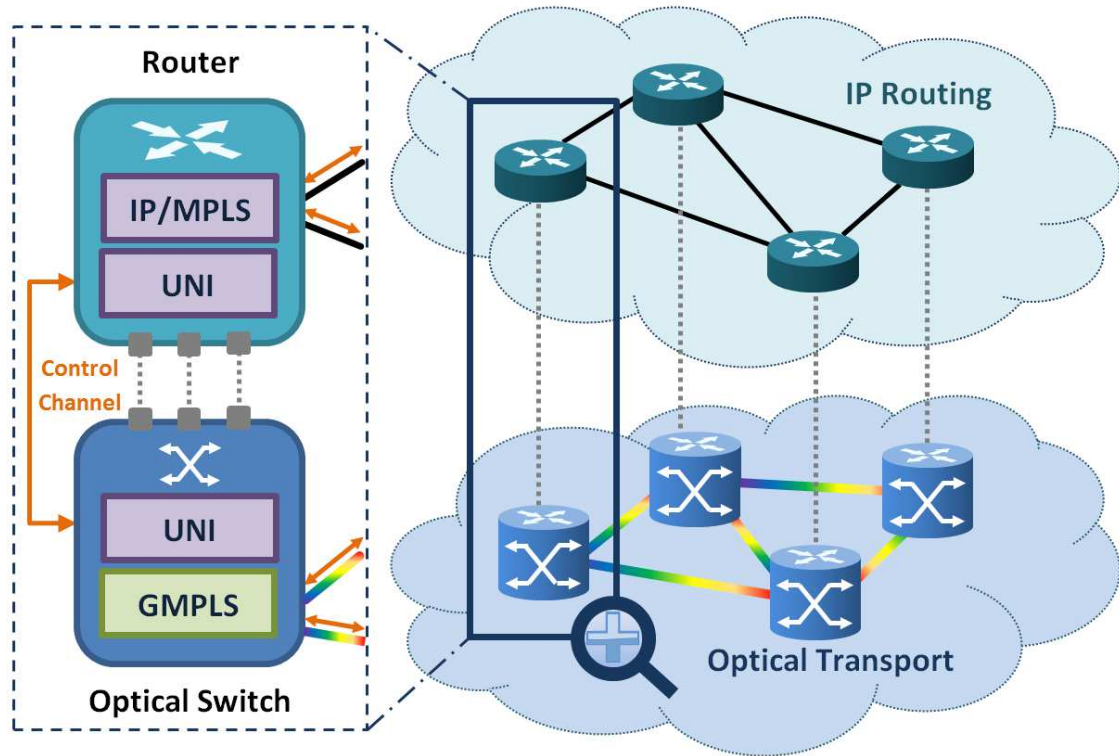 Router
IP/MPLS
UNI
Control
Channel
UNI
GMPLS
Optical Switch
IP Routing
Optical Transport